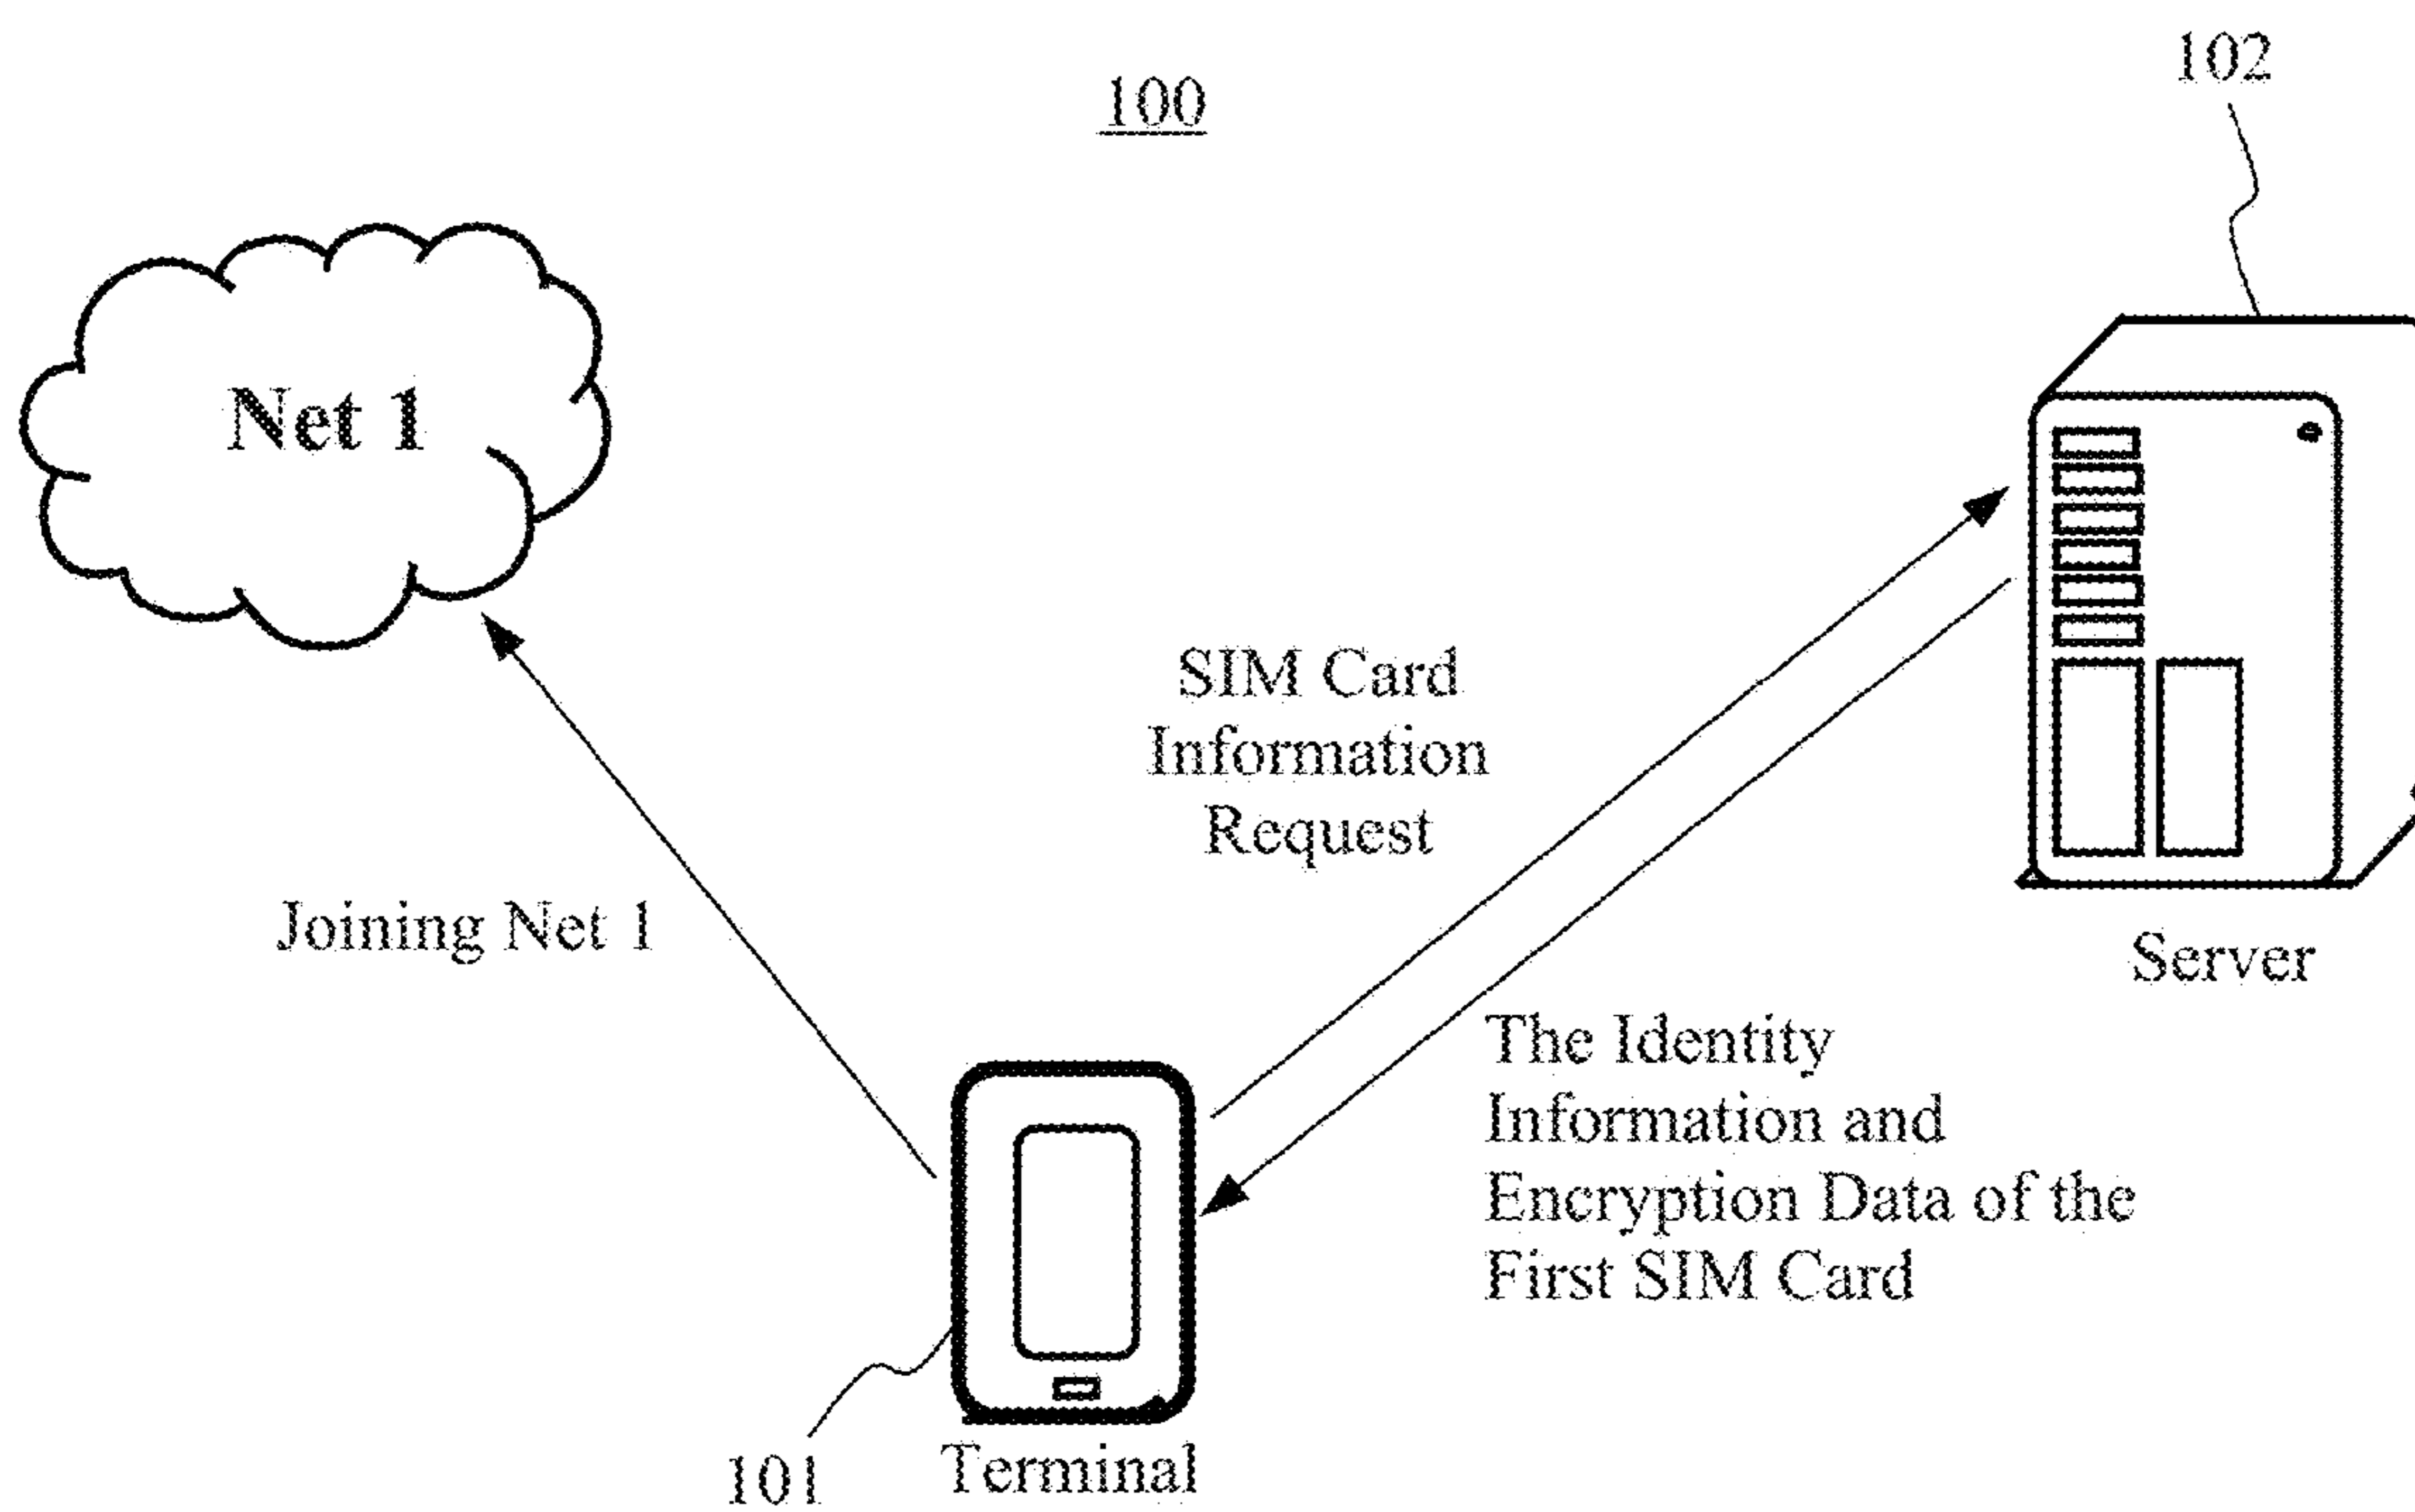 100
102
Net 1
SIM Card
Information
Request
Joining Net 1
Server
The Identity
Information and
Encryption Data of the
First SIM Card
101
Terminal